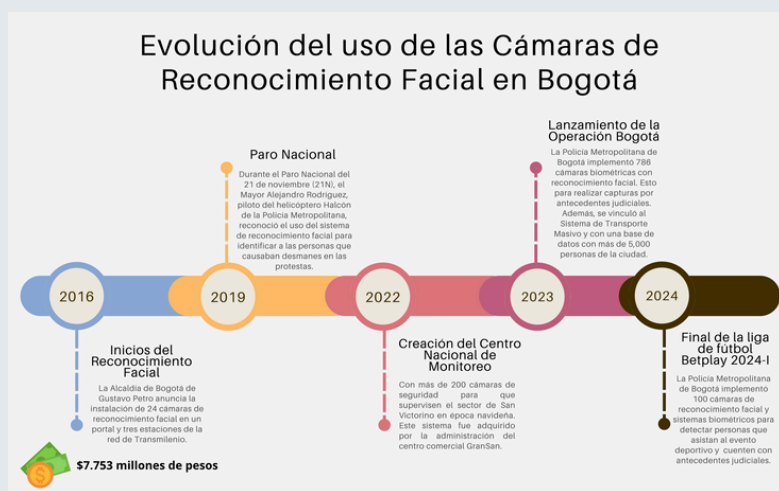 Evolución del uso de las Cámaras de
Reconocimiento Facial en Bogotá
Paro Nacional
Durante el Paro Nacional del
21 de noviembre (21N), el
Mayor Alejandro Rodríguez,
piloto del helicóptero Halcón
de la Policía Metropolitana,
reconoció el uso del sistema
de reconocimiento facial para
identificar a las personas que
causaban desmanes en las
protestas.
Lanzamiento de la
Operación Bogotá
La Policía Metropolitana de
Bogotá implementó 786
cámaras biométricas con
reconocimiento facial. Esto
para realizar capturas por
antecedentes judiciales.
Además, se vinculó al
Sistema de Transporte
Masivo y con una base de
datos con más de 5,000
personas de la ciudad.
2016
2019
2022
2023
2024
Inicios del
Reconocimiento
Facial
La Alcaldía de Bogotá de
Gustavo Petro anuncia la
instalación de 24 cámaras de
reconocimiento facial en un
portal y tres estaciones de la
red de Transmilenio.
$7.753 millones de pesos
Creación del Centro
Nacional de
Monitoreo
Con más de 200 cámaras de
seguridad para que
supervisen el sector de San
Victorino en época navideña.
Este sistema fue adquirido
por la administración del
centro comercial GranSan.
Final de la liga
de fútbol
Betplay 2024-I
La Policía Metropolitana
de Bogotá implementó
100 cámaras de
reconocimiento facial y
sistemas biométricos para
detectar personas que
asistan al evento
deportivo y cuenten con
antecedentes judiciales.